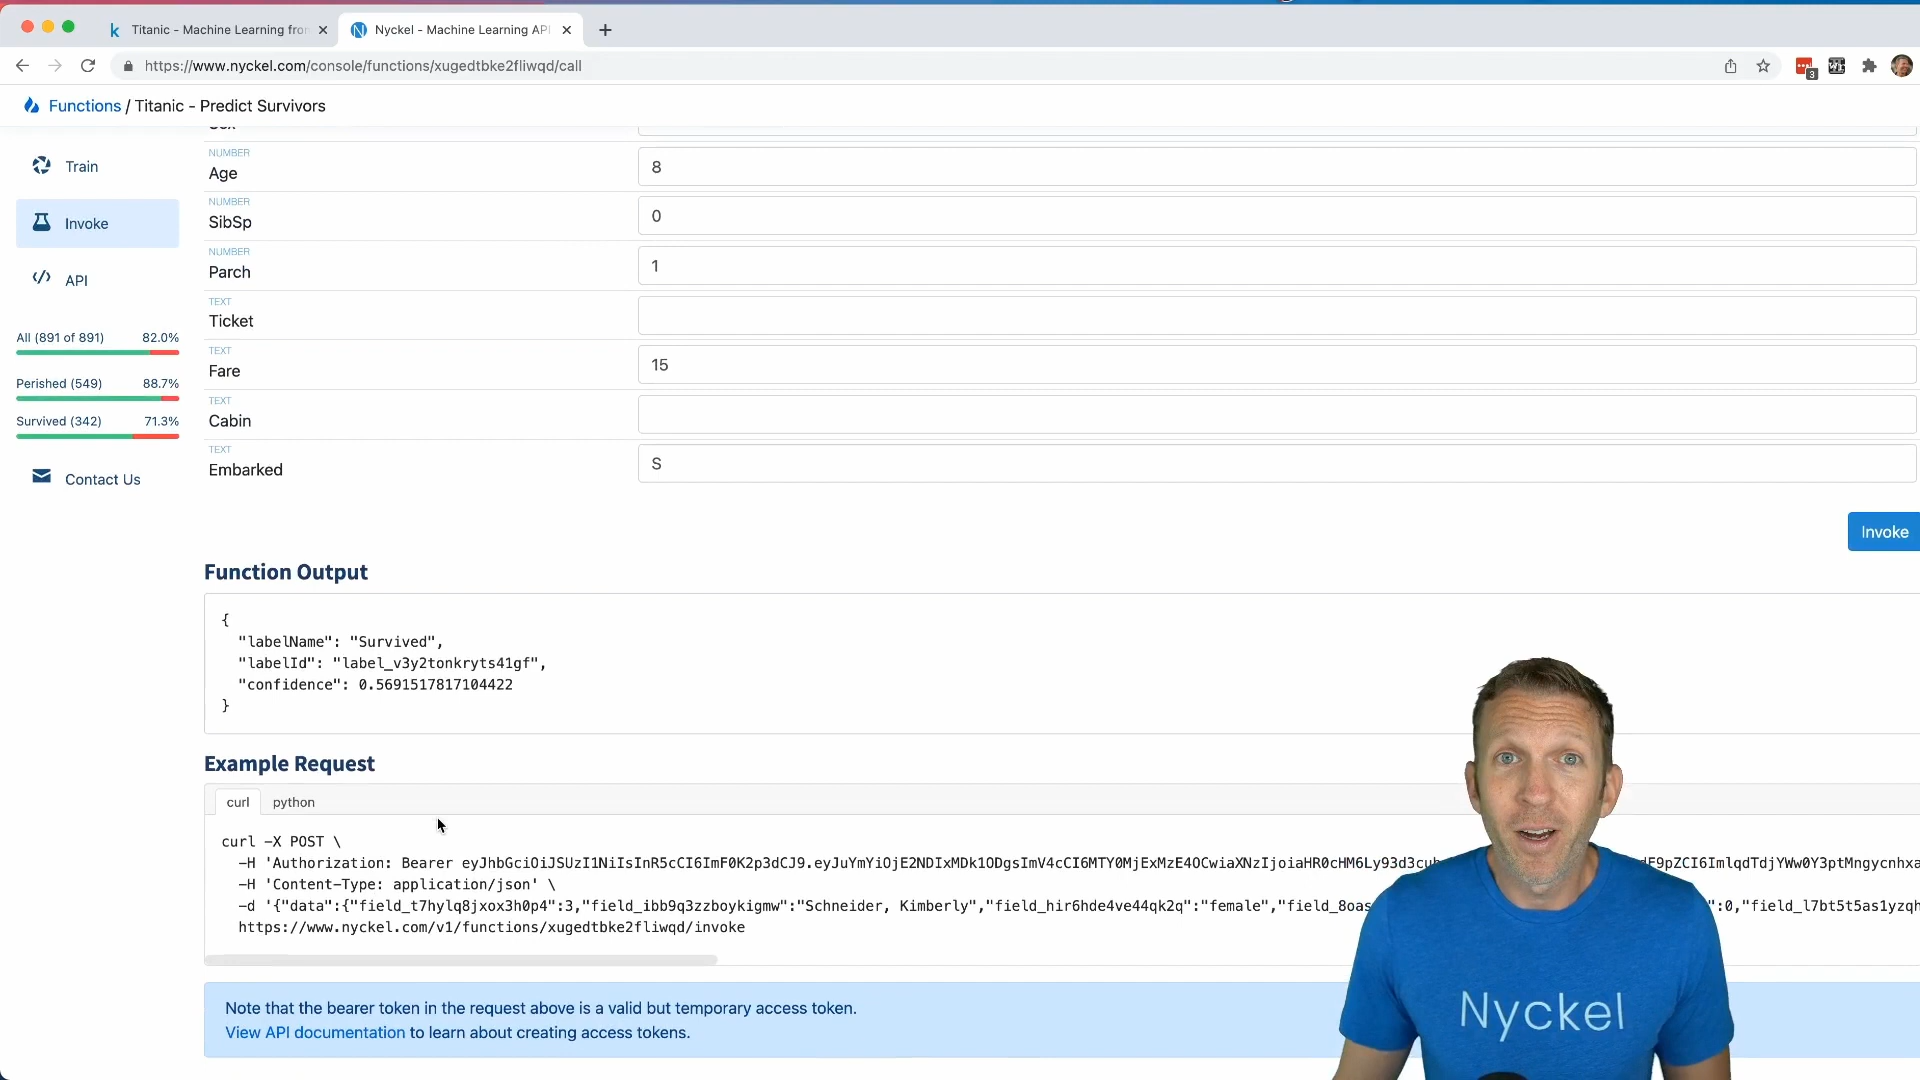 Titanic - Machine Learning fro
Nyckel - Machine Learning API
https://www.nyckel.com/console/functions/xugedtbke2fliwqd/call
3
Functions / Titanic - Predict Survivors
Train
Invoke
API
All (891 of 891) 82.0%
Perished (549) 88.7%
Survived (342) 71.3%
Contact Us
Sex
NUMBER
Age
8
NUMBER
SibSp
0
NUMBER
Parch
1
TEXT
Ticket
TEXT
Fare
15
TEXT
Cabin
TEXT
Embarked
S
Invoke
Function Output
{
"labelName": "Survived",
"labelId": "label_v3y2tonkryts41gf",
"confidence": 0.5691517817104422
}
Example Request
curl python
curl -X POST \
-H 'Authorization: Bearer
-H 'Content-Type: application/json' \
-d '{"data":{"field_t7hylq8jxox3h0p4":3,"field_ibb9q3zzboykigmw":"Schneider, Kimberly","field_hir6hde4ve44qk2q":"female","field_8oas ":0,"field_l7bt5t5as1yzqh
https://www.nyckel.com/v1/functions/xugedtbke2fliwqd/invoke
Note that the bearer token in the request above is a valid but temporary access token.
View API documentation to learn about creating access tokens.
Nyckel